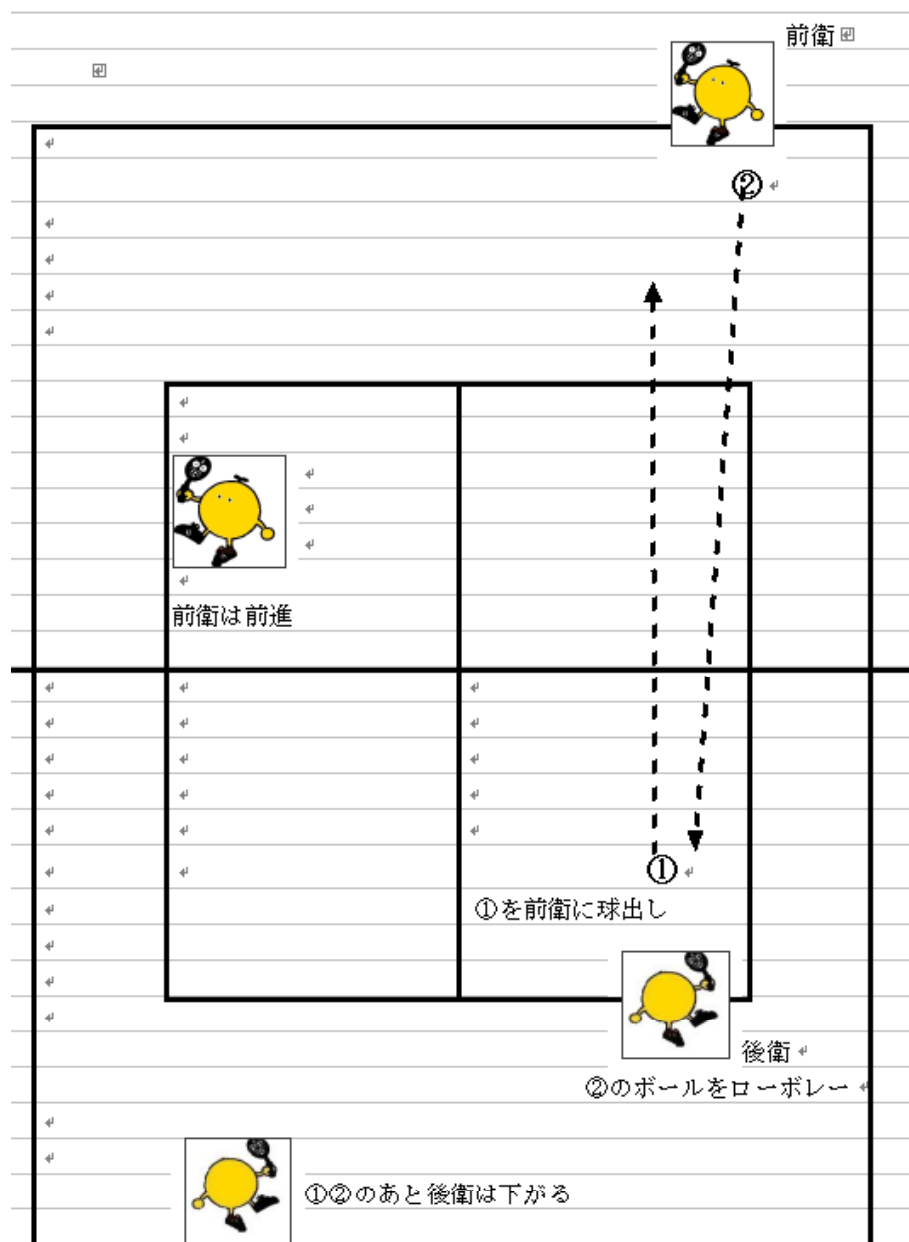 前衛
②
前衛は前進
①
①を前衛に球出し
後衛
②のボールをローボレー
①②のあと後衛は下がる